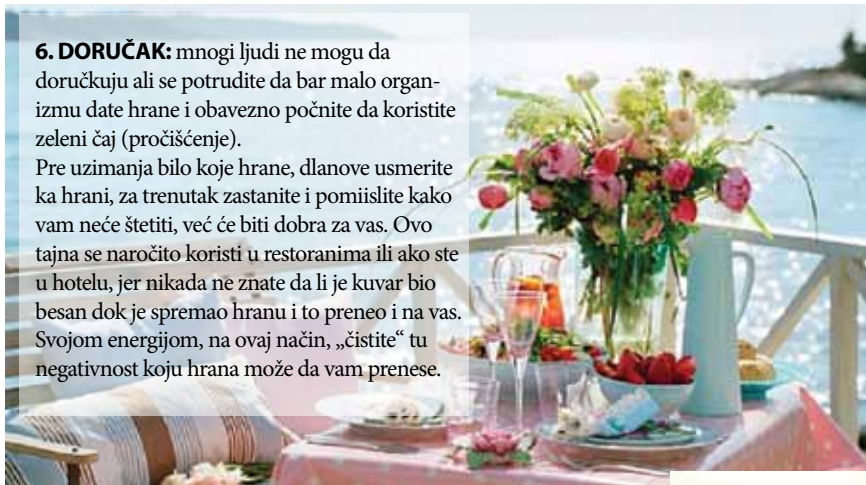 6. DORUČAK: mnogi ljudi ne mogu da
doručkuju ali se potrudite da bar malo organ-
izmu date hrane i obavezno počnite da koristite
zeleni čaj (pročišćenje).
Pre uzimanja bilo koje hrane, dlanove usmerite
ka hrani, za trenutak zastanite i pomiislite kako
vam neće štetiti, već će biti dobra za vas. Ovo
tajna se naročito koristi u restoranima ili ako ste
u hotelu, jer nikada ne znate da li je kuvar bio
besan dok je spremao hranu i to preneo i na vas.
Svojom energijom, na ovaj način, „čistite“ tu
negativnost koju hrana može da vam prenese.